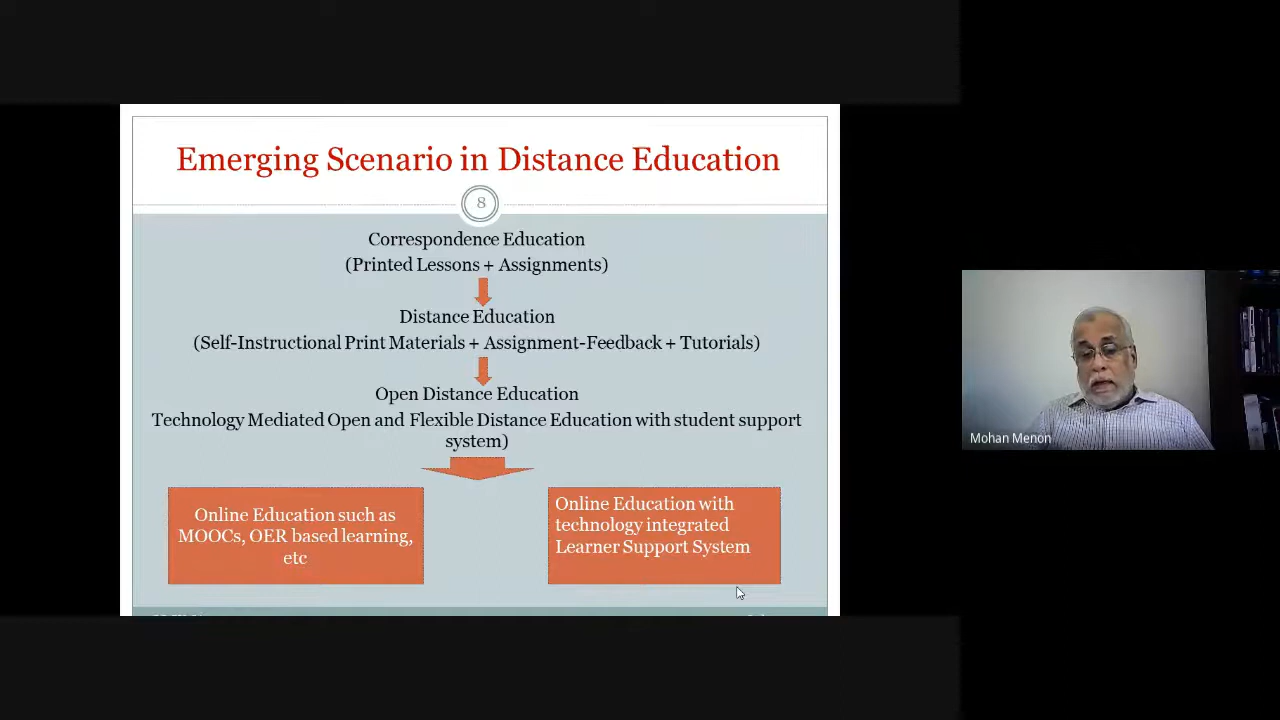 Emerging Scenario in Distance Education
8
Correspondence Education
(Printed Lessons + Assignments)
Distance Education
(Self-Instructional Print Materials + Assignment-Feedback + Tutorials)
Open Distance Education
Technology Mediated Open and Flexible Distance Education with student support
system)
Online Education such as
MOOCs, OER based learning,
etc
Online Education with
technology integrated
Learner Support System
Mohan Menon